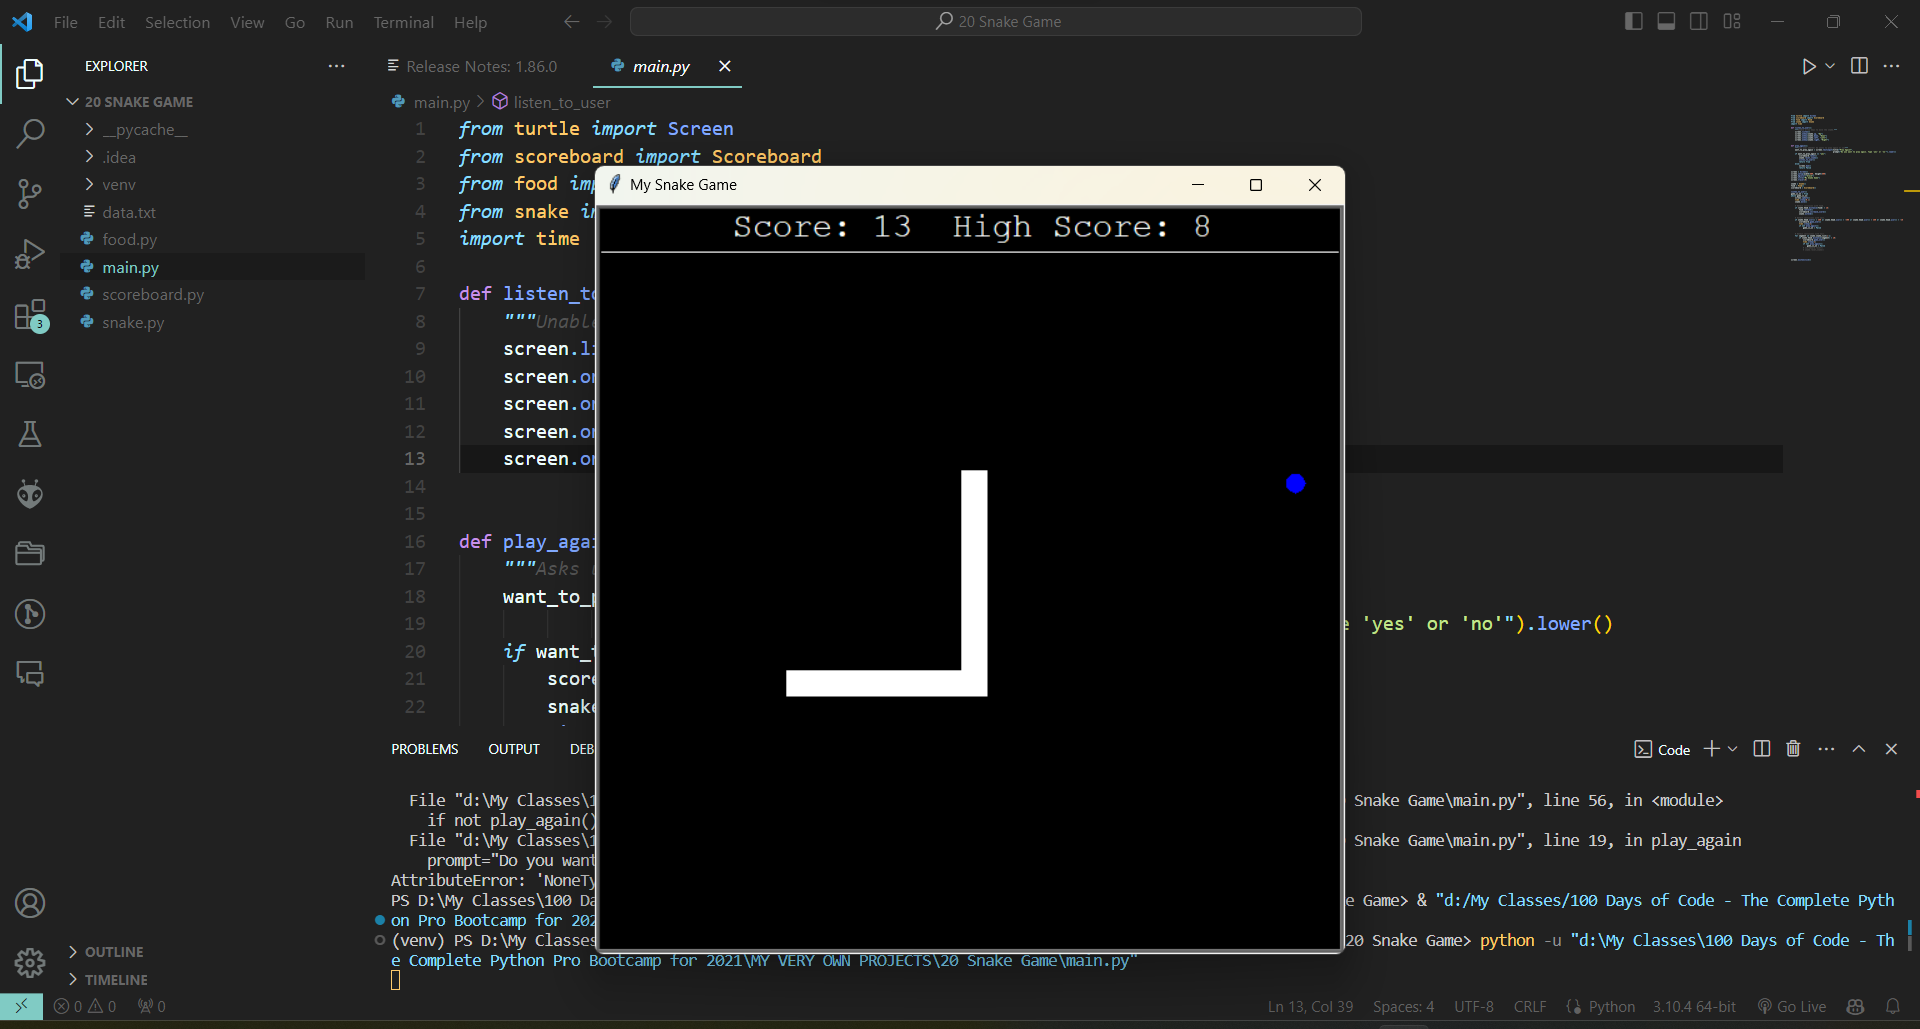 File Edit Selection View Go Run Terminal Help
20 Snake Game
EXPLORER
20 SNAKE GAME
__pycache__
.idea
venv
data.txt
food.py
main.py
scoreboard.py
snake.py
OUTLINE
TIMELINE
3
Release Notes: 1.86.0
main.py
main.py > listen_to_user
1 from turtle import Screen
2 from scoreboard import Scoreboard
3 from food imp
4 from snake i
5 import time
6
7 def listen_to
8 """Unabl
9 screen.l
10 screen.o
11 screen.o
12 screen.o
13 screen.o
14
15
16 def play_aga
17 """Asks
18 want_to_p
19 'yes' or 'no'").lower()
20 if want_
21 score
22 snake
My Snake Game
Score: 13 High Score: 8
PROBLEMS OUTPUT DEB
Code
File "d:\My Classes\1 Snake Game\main.py", line 56, in <module>
if not play_again()
File "d:\My Classes\1 Snake Game\main.py", line 19, in play_again
prompt="Do you want
AttributeError: 'NoneTy
PS D:\My Classes\100 Da e Game> & "d:/My Classes/100 Days of Code - The Complete Pyth
on Pro Bootcamp for 202
(venv) PS D:\My Classes 20 Snake Game> python -u "d:\My Classes\100 Days of Code - Th
e Complete Python Pro Bootcamp for 2021\MY VERY OWN PROJECTS\20 Snake Game\main.py"
0 0 0 Ln 13, Col 39 Spaces: 4 UTF-8 CRLF Python 3.10.4 64-bit Go Live